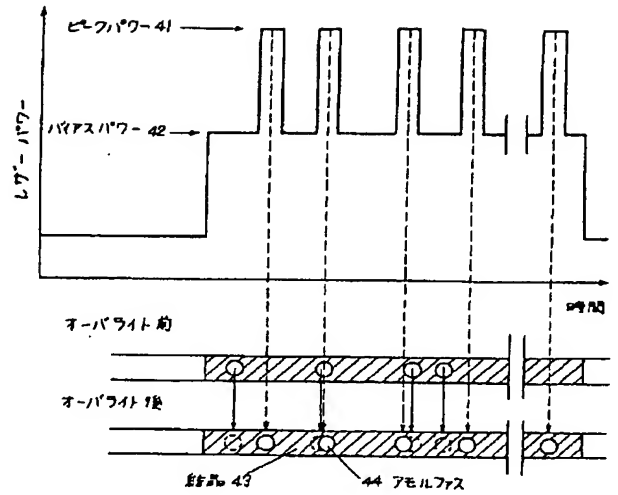 ピークパワー 41
バイアスパワー 42
レーザーパワー
時間
オーバライト前
オーバライト後
結晶 43
44 アモルファス